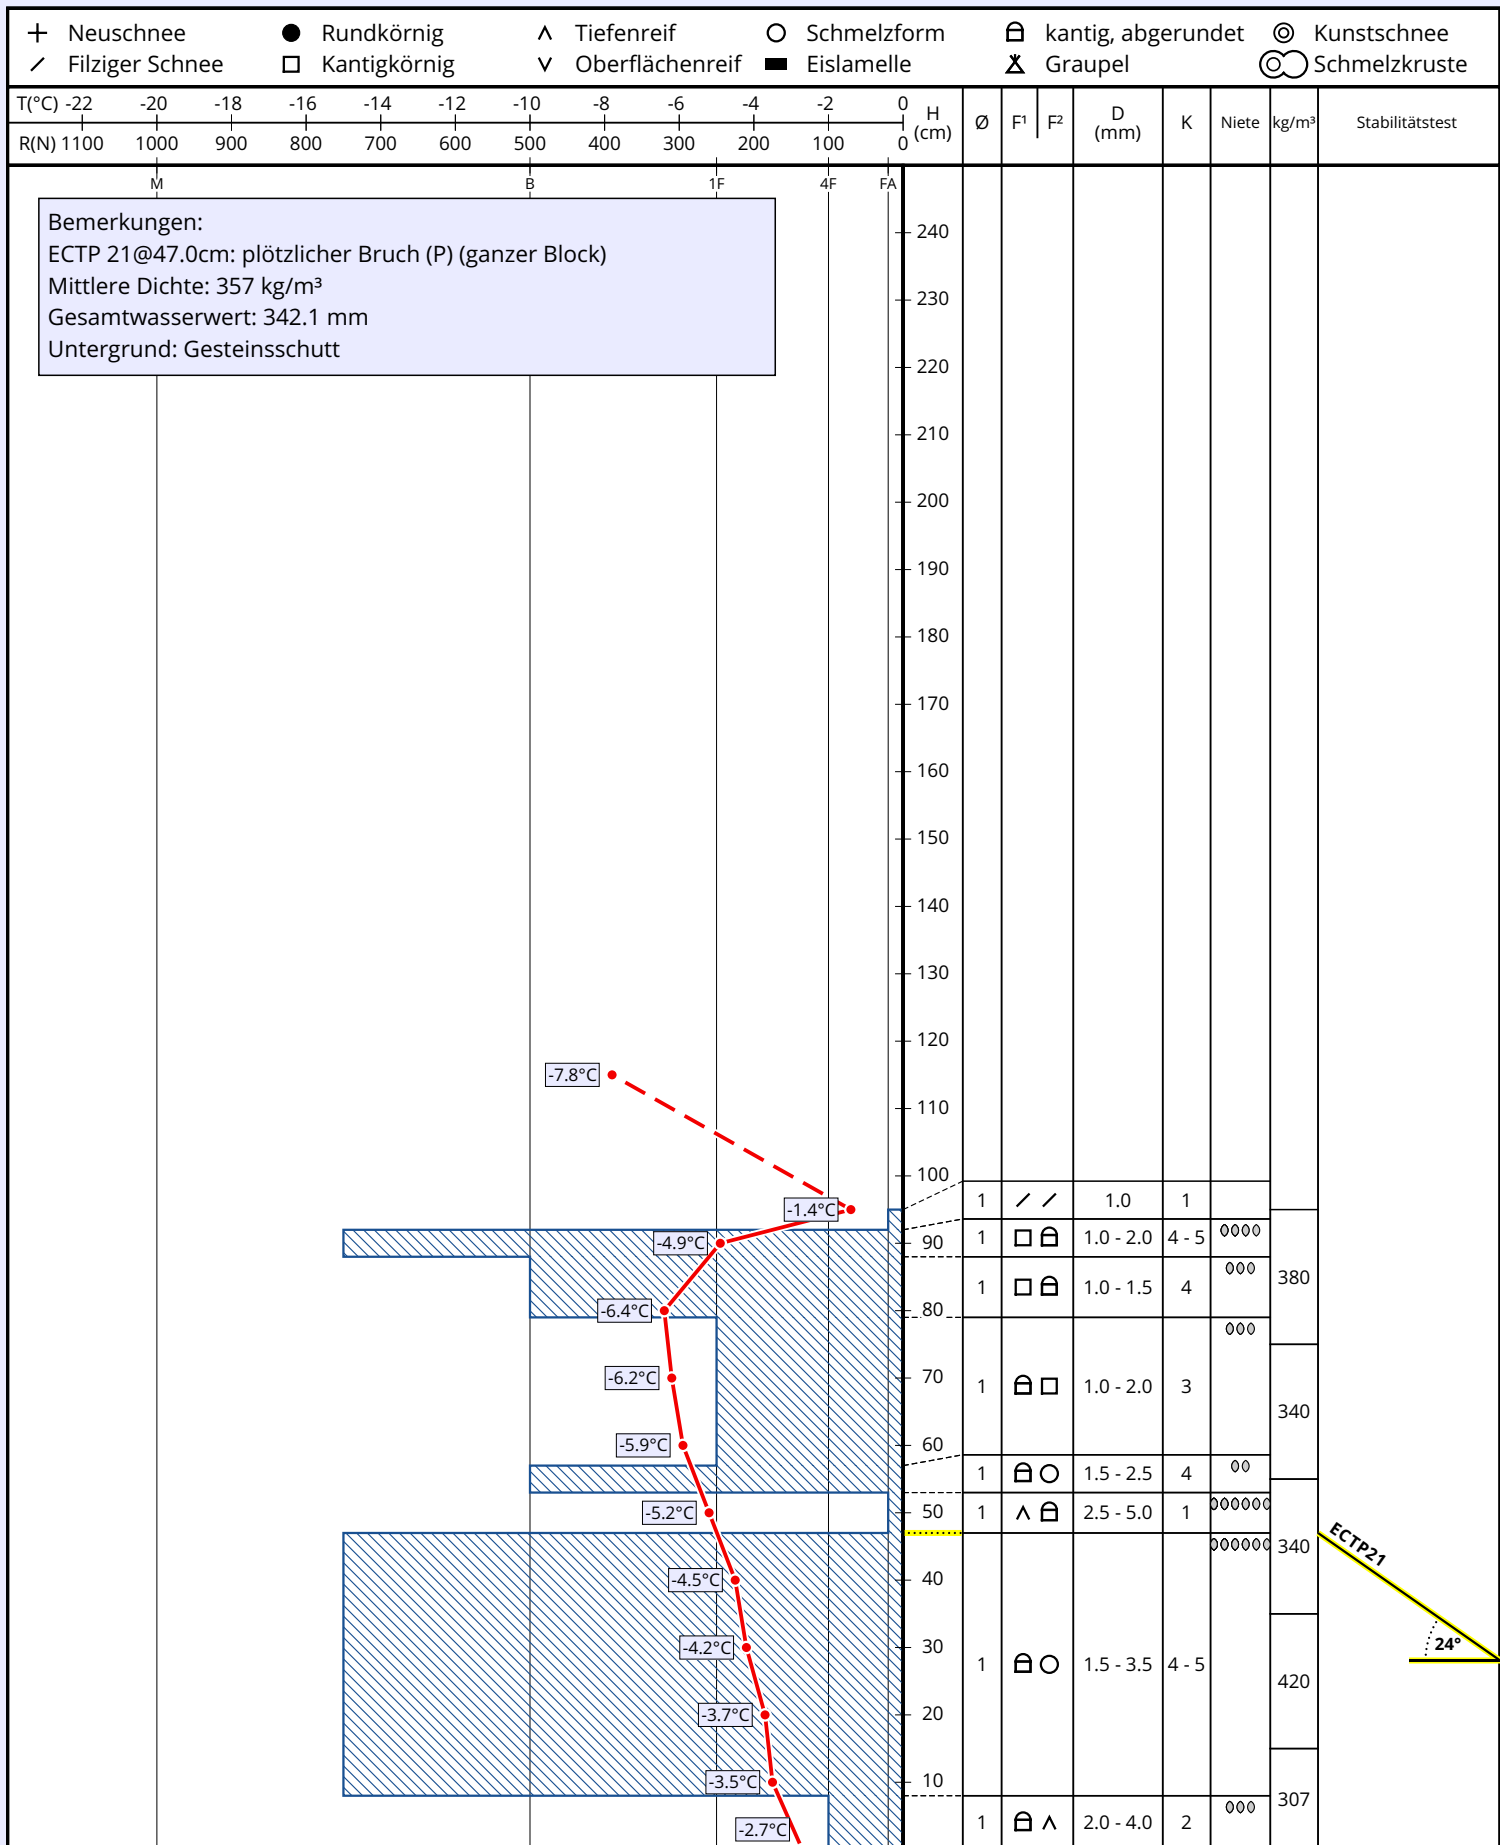 Neuschnee Rundkörnig Tiefenreif Schmelzform kantig, abgerundet Kunstschnee
Filziger Schnee Kantigkörnig Oberflächenreif Eislamelle Graupel Schmelzkruste
T(°C) -22 -20 -18 -16 -14 -12 -10 -8 -6 -4 -2 0
R(N) 1100 1000 900 800 700 600 500 400 300 200 100 0
H (cm) Ø F¹ F² D (mm) K Niete kg/m³ Stabilitätstest
M B 1F 4F FA
Bemerkungen:
ECTP 21@47.0cm: plötzlicher Bruch (P) (ganzer Block)
Mittlere Dichte: 357 kg/m³
Gesamtwasserwert: 342.1 mm
Untergrund: Gesteinsschutt
240
230
220
210
200
190
180
170
160
150
140
130
120
-7.8°C
110
100
1 1.0 1
-1.4°C
-4.9°C 90 1 1.0 - 2.0 4 - 5
380
1 1.0 - 1.5 4
-6.4°C 80
-6.2°C 70 1 1.0 - 2.0 3
340
-5.9°C 60
1 1.5 - 2.5 4
-5.2°C 50 1 2.5 - 5.0 1
340 ECTP21
-4.5°C 40
-4.2°C 30 24°
1 1.5 - 3.5 4 - 5
420
-3.7°C 20
-3.5°C 10
307
-2.7°C 1 2.0 - 4.0 2